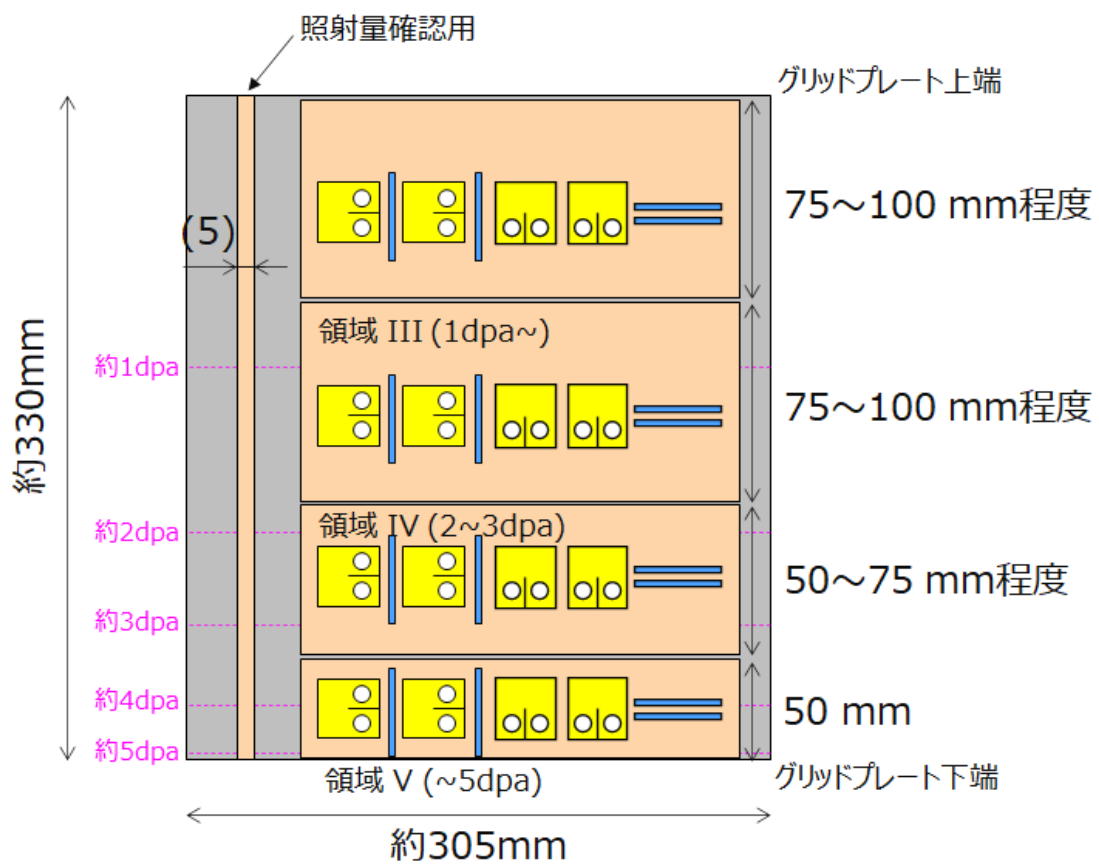 照射量確認用
グリッドプレート上端
75～100 mm程度
(5)
領域 III (1dpa~)
約1dpa
75～100 mm程度
約330mm
領域 IV (2~3dpa)
約2dpa
50～75 mm程度
約3dpa
約4dpa
50 mm
約5dpa
領域 V (~5dpa)
グリッドプレート下端
約305mm